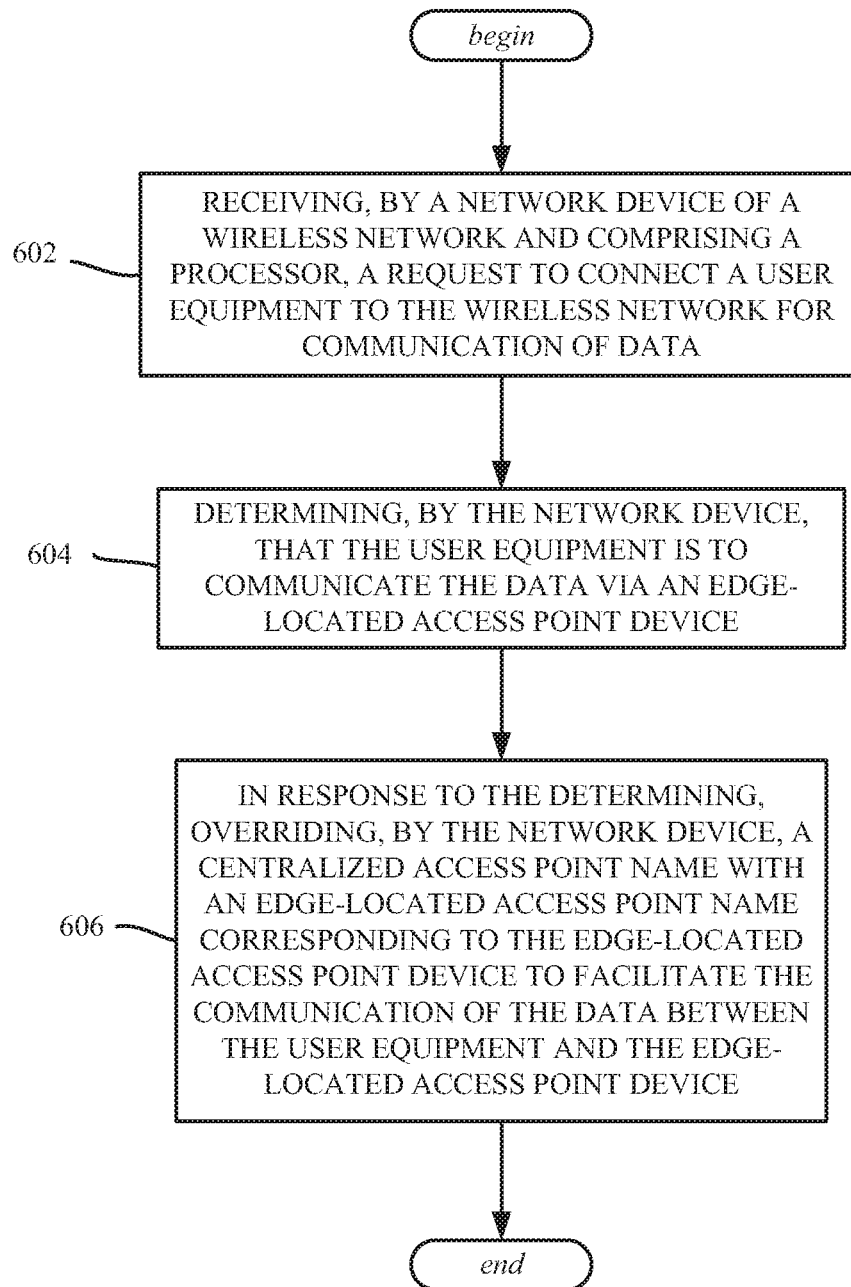 begin
602
RECEIVING, BY A NETWORK DEVICE OF A
WIRELESS NETWORK AND COMPRISING A
PROCESSOR, A REQUEST TO CONNECT A USER
EQUIPMENT TO THE WIRELESS NETWORK FOR
COMMUNICATION OF DATA
604
DETERMINING, BY THE NETWORK DEVICE,
THAT THE USER EQUIPMENT IS TO
COMMUNICATE THE DATA VIA AN EDGE-
LOCATED ACCESS POINT DEVICE
606
IN RESPONSE TO THE DETERMINING,
OVERRIDING, BY THE NETWORK DEVICE, A
CENTRALIZED ACCESS POINT NAME WITH
AN EDGE-LOCATED ACCESS POINT NAME
CORRESPONDING TO THE EDGE-LOCATED
ACCESS POINT DEVICE TO FACILITATE THE
COMMUNICATION OF THE DATA BETWEEN
THE USER EQUIPMENT AND THE EDGE-
LOCATED ACCESS POINT DEVICE
end